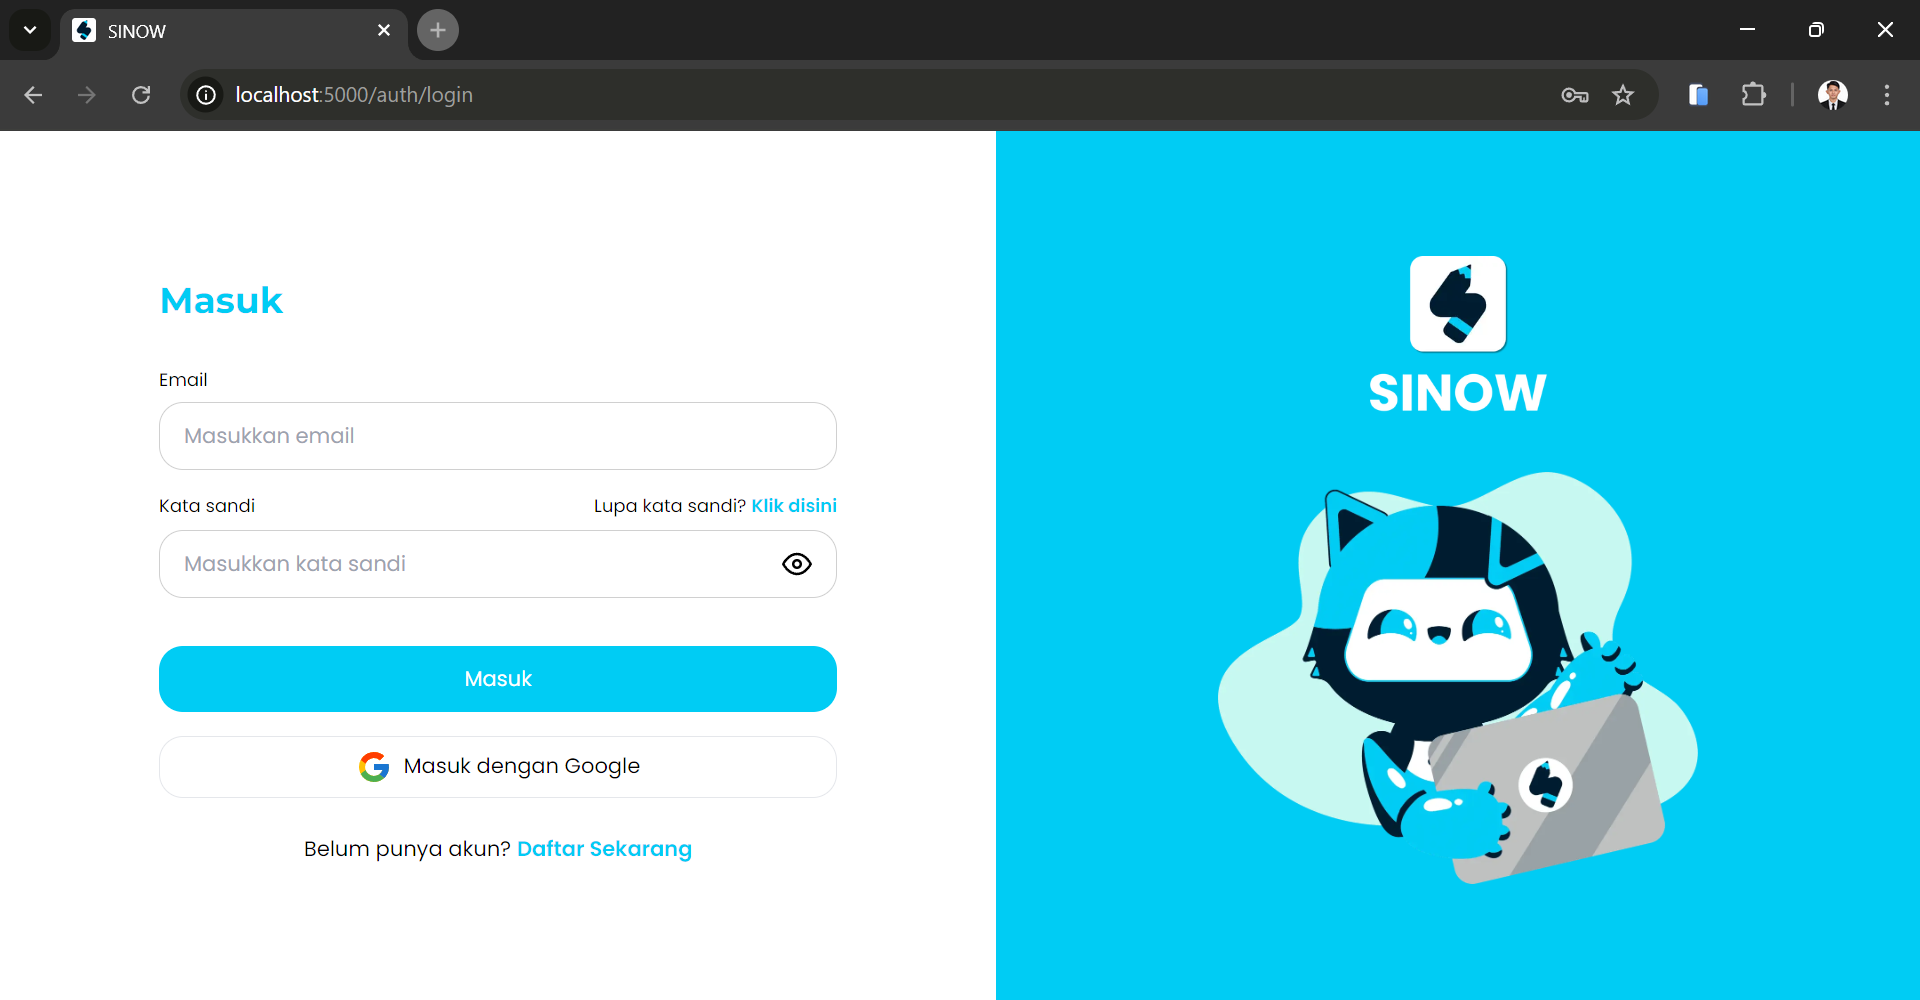 SINOW
localhost:5000/auth/login
Masuk
Email
Masukkan email
Kata sandi
Lupa kata sandi? Klik disini
Masukkan kata sandi
Masuk
Masuk dengan Google
Belum punya akun? Daftar Sekarang
SINOW